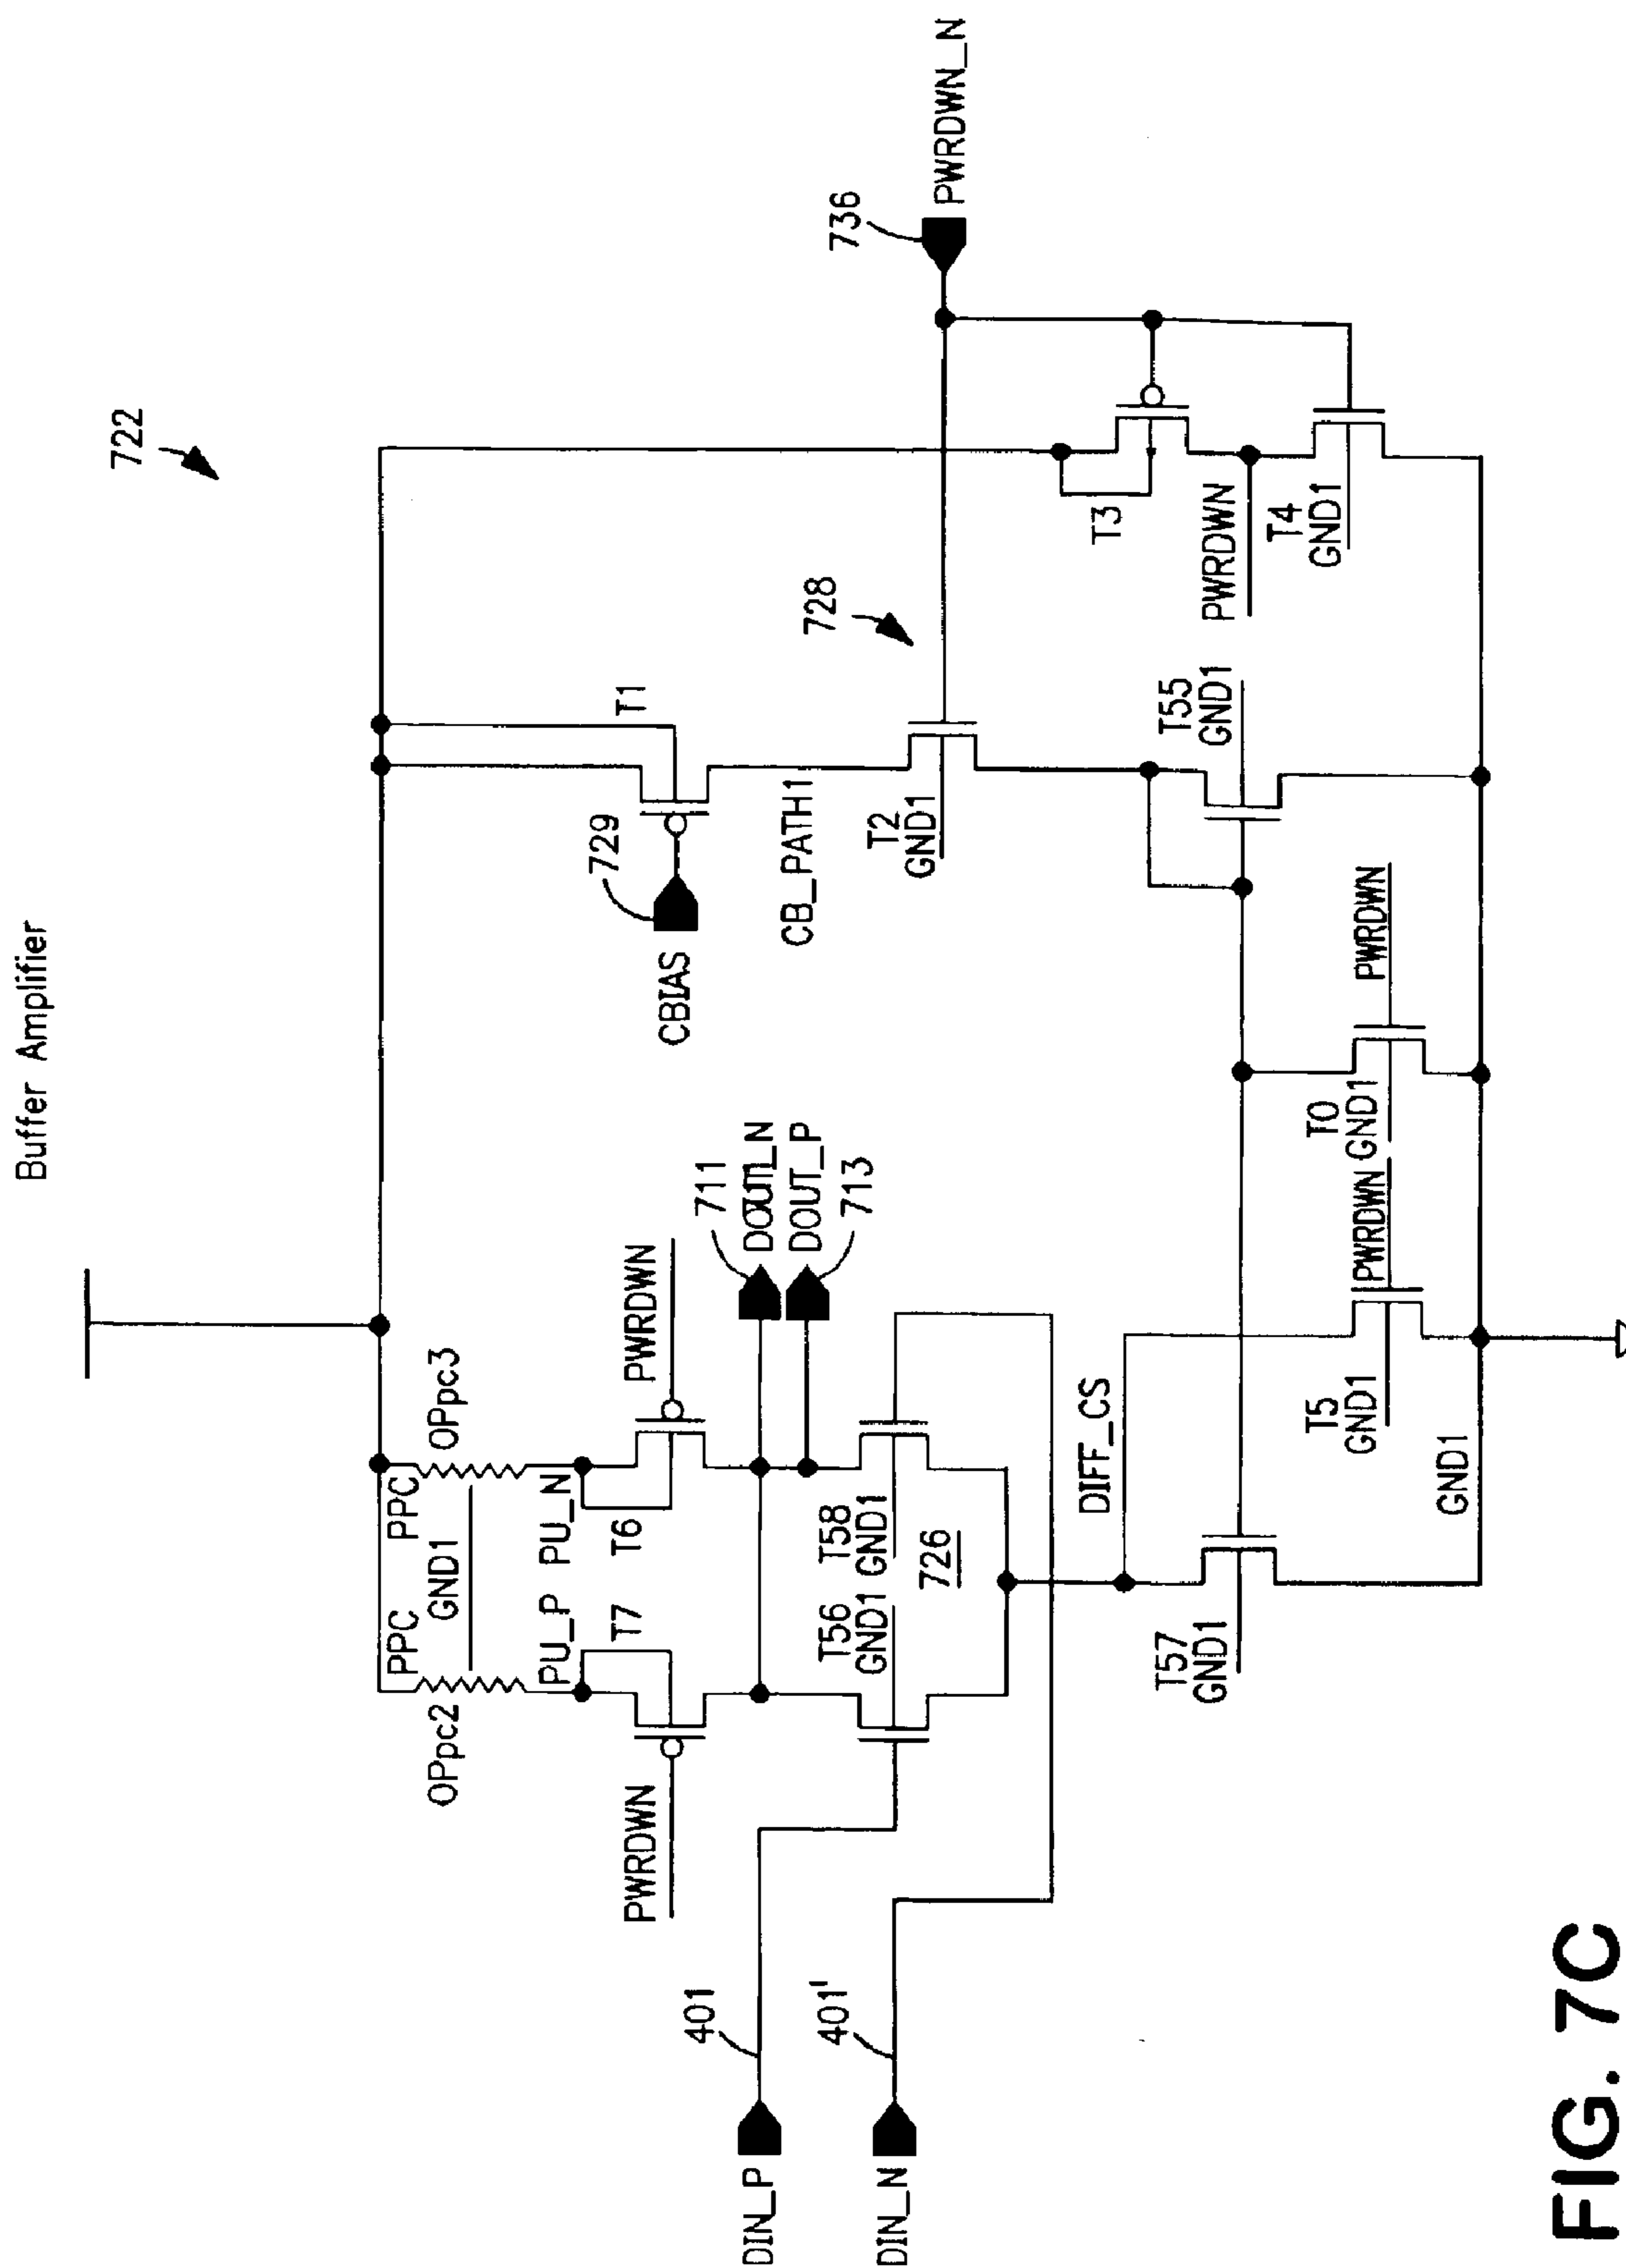 Buffer Amplifier
722
PPC
PPC
OPpc2
GND1
OPpc3
PU_P
PU_N
T7
T6
PWRDWN
PWRDWN
711
DOUT_N
DOUT_P
713
729
CBIAS
T1
CB_PATH1
728
T2
GND1
736
PWRDWN_N
T3
PWRDWN
T4
GND1
T55
GND1
401
DIN_P
401'
DIN_N
T56
GND1
T58
GND1
726
DIFF_CS
T57
GND1
T5
GND1
PWRDWN
T0
GND1
PWRDWN
GND1
FIG. 7C